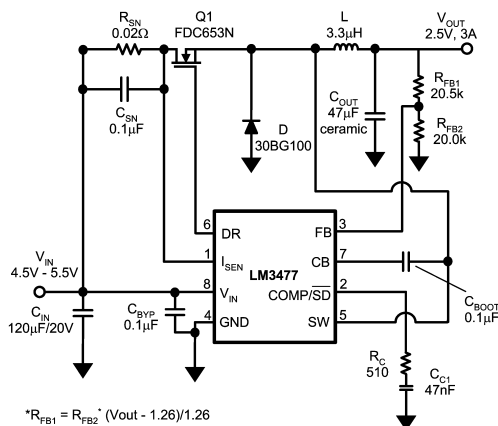 R_SN
0.02Ω
Q1
FDC653N
L
3.3µH
V_OUT
2.5V, 3A
C_SN
0.1µF
R_FB1
20.5k
C_OUT
47µF
ceramic
D
30BG100
R_FB2
20.0k
V_IN
4.5V - 5.5V
C_IN
120µF/20V
C_BYP
0.1µF
6
DR
1
I_SEN
8
V_IN
4
GND
LM3477
3
FB
7
CB
2
COMP/SD
5
SW
C_BOOT
0.1µF
R_C
510
C_C1
47nF
*R_FB1 = R_FB2* (Vout - 1.26)/1.26